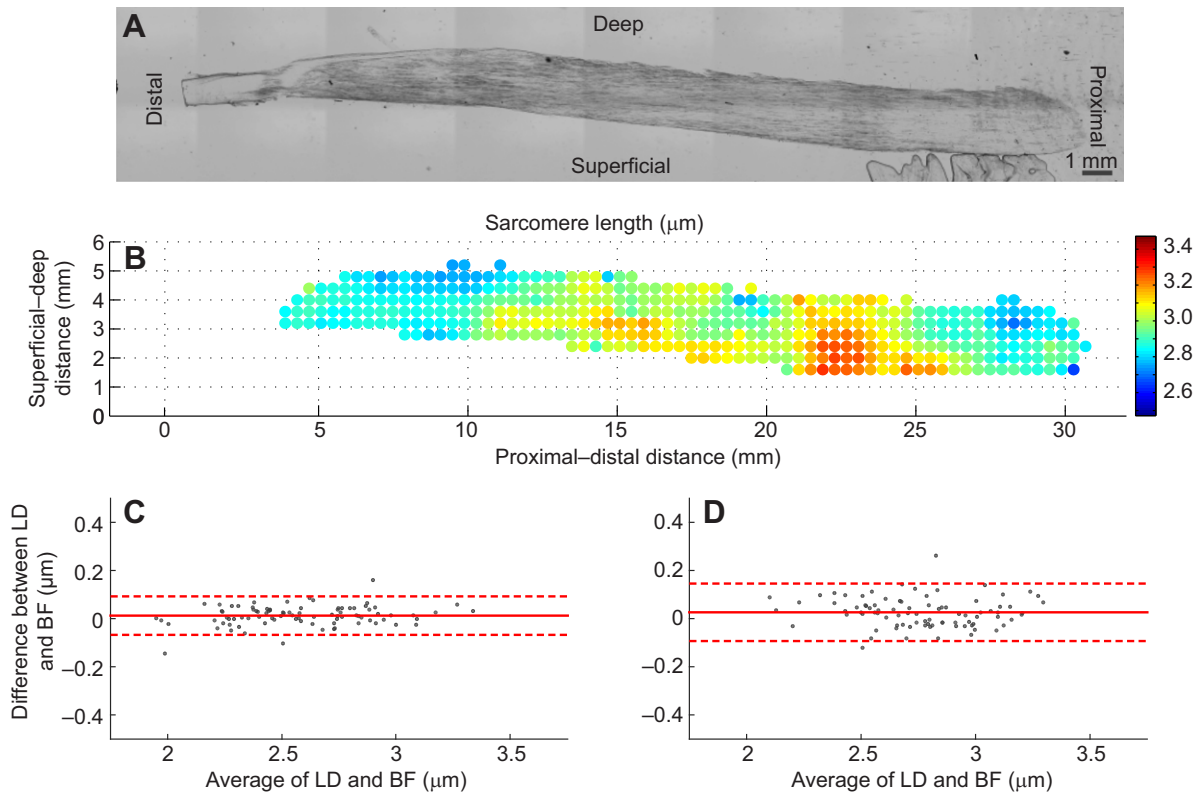 A
Deep
Distal
Proximal
Superficial
1 mm
Sarcomere length (μm)
B
6
5
4
3
2
1
0
Superficial–deep
distance (mm)
0
5
10
15
20
25
30
Proximal–distal distance (mm)
3.4
3.2
3.0
2.8
2.6
C
0.4
0.2
0
–0.2
–0.4
Difference between LD
and BF (μm)
2
2.5
3
3.5
Average of LD and BF (μm)
D
0.4
0.2
0
–0.2
–0.4
2
2.5
3
3.5
Average of LD and BF (μm)